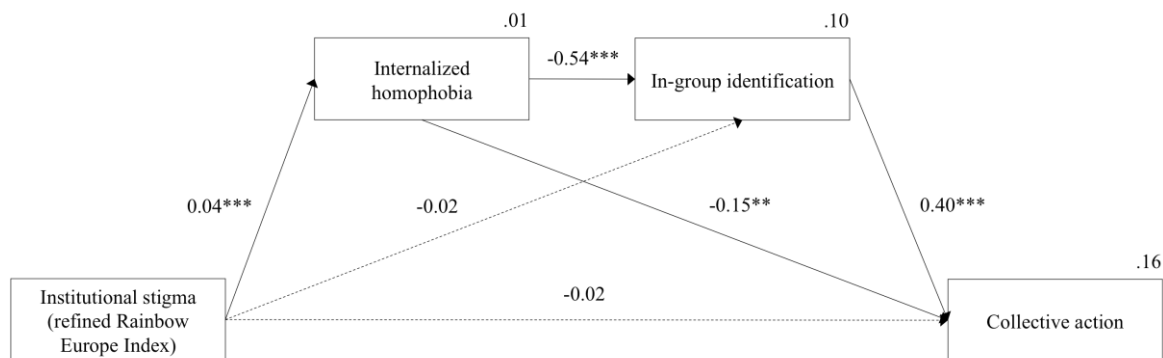 .01
.10
Internalized
homophobia
-0.54***
In-group identification
0.04***
-0.02
-0.15**
0.40***
.16
Institutional stigma
(refined Rainbow
Europe Index)
-0.02
Collective action